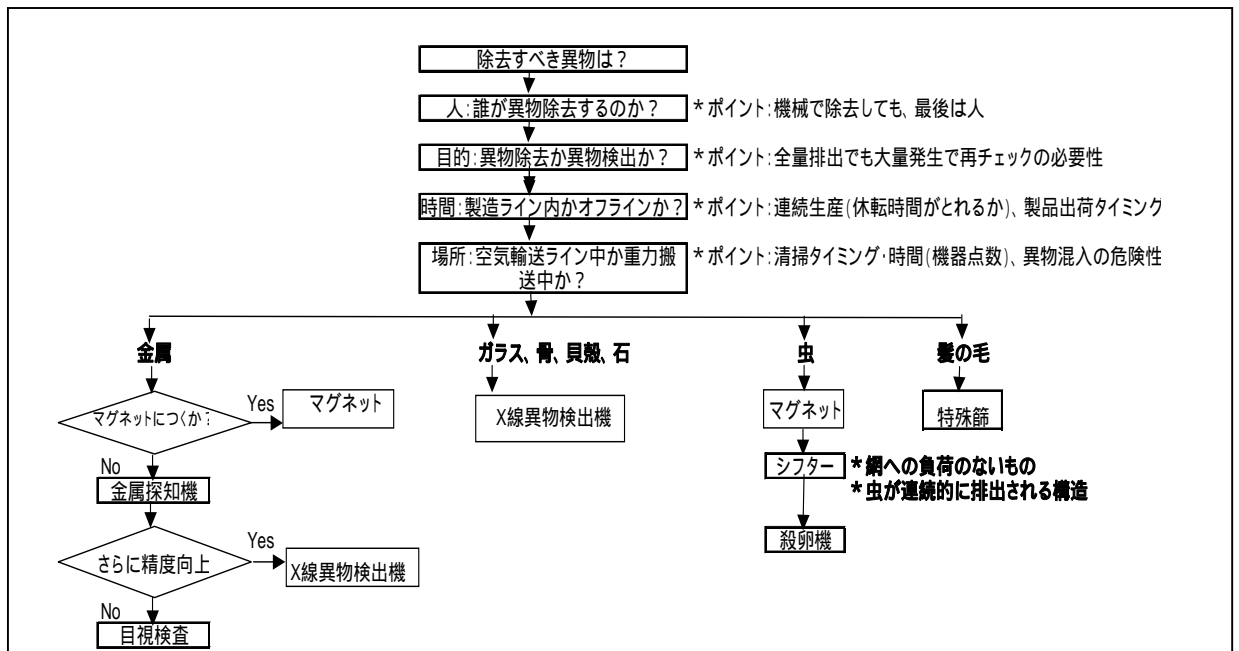 除去すべき異物は？
人：誰が異物除去するのか？ ＊ポイント：機械で除去しても、最後は人
目的：異物除去か異物検出か？ ＊ポイント：全量排出でも大量発生で再チェックの必要性
時間：製造ライン内かオフラインか？ ＊ポイント：連続生産(休転時間がとれるか)、製品出荷タイミング
場所：空気輸送ライン中か重力搬 ＊ポイント：清掃タイミング・時間(機器点数)、異物混入の危険性
送中か？
金属
ガラス、骨、貝殻、石
虫
髪の毛
マグネットにつくか？
Yes
マグネット
X線異物検出機
マグネット
特殊篩
No
金属探知機
シフター ＊網への負荷のないもの
＊虫が連続的に排出される構造
殺卵機
さらに精度向上
Yes
X線異物検出機
No
目視検査